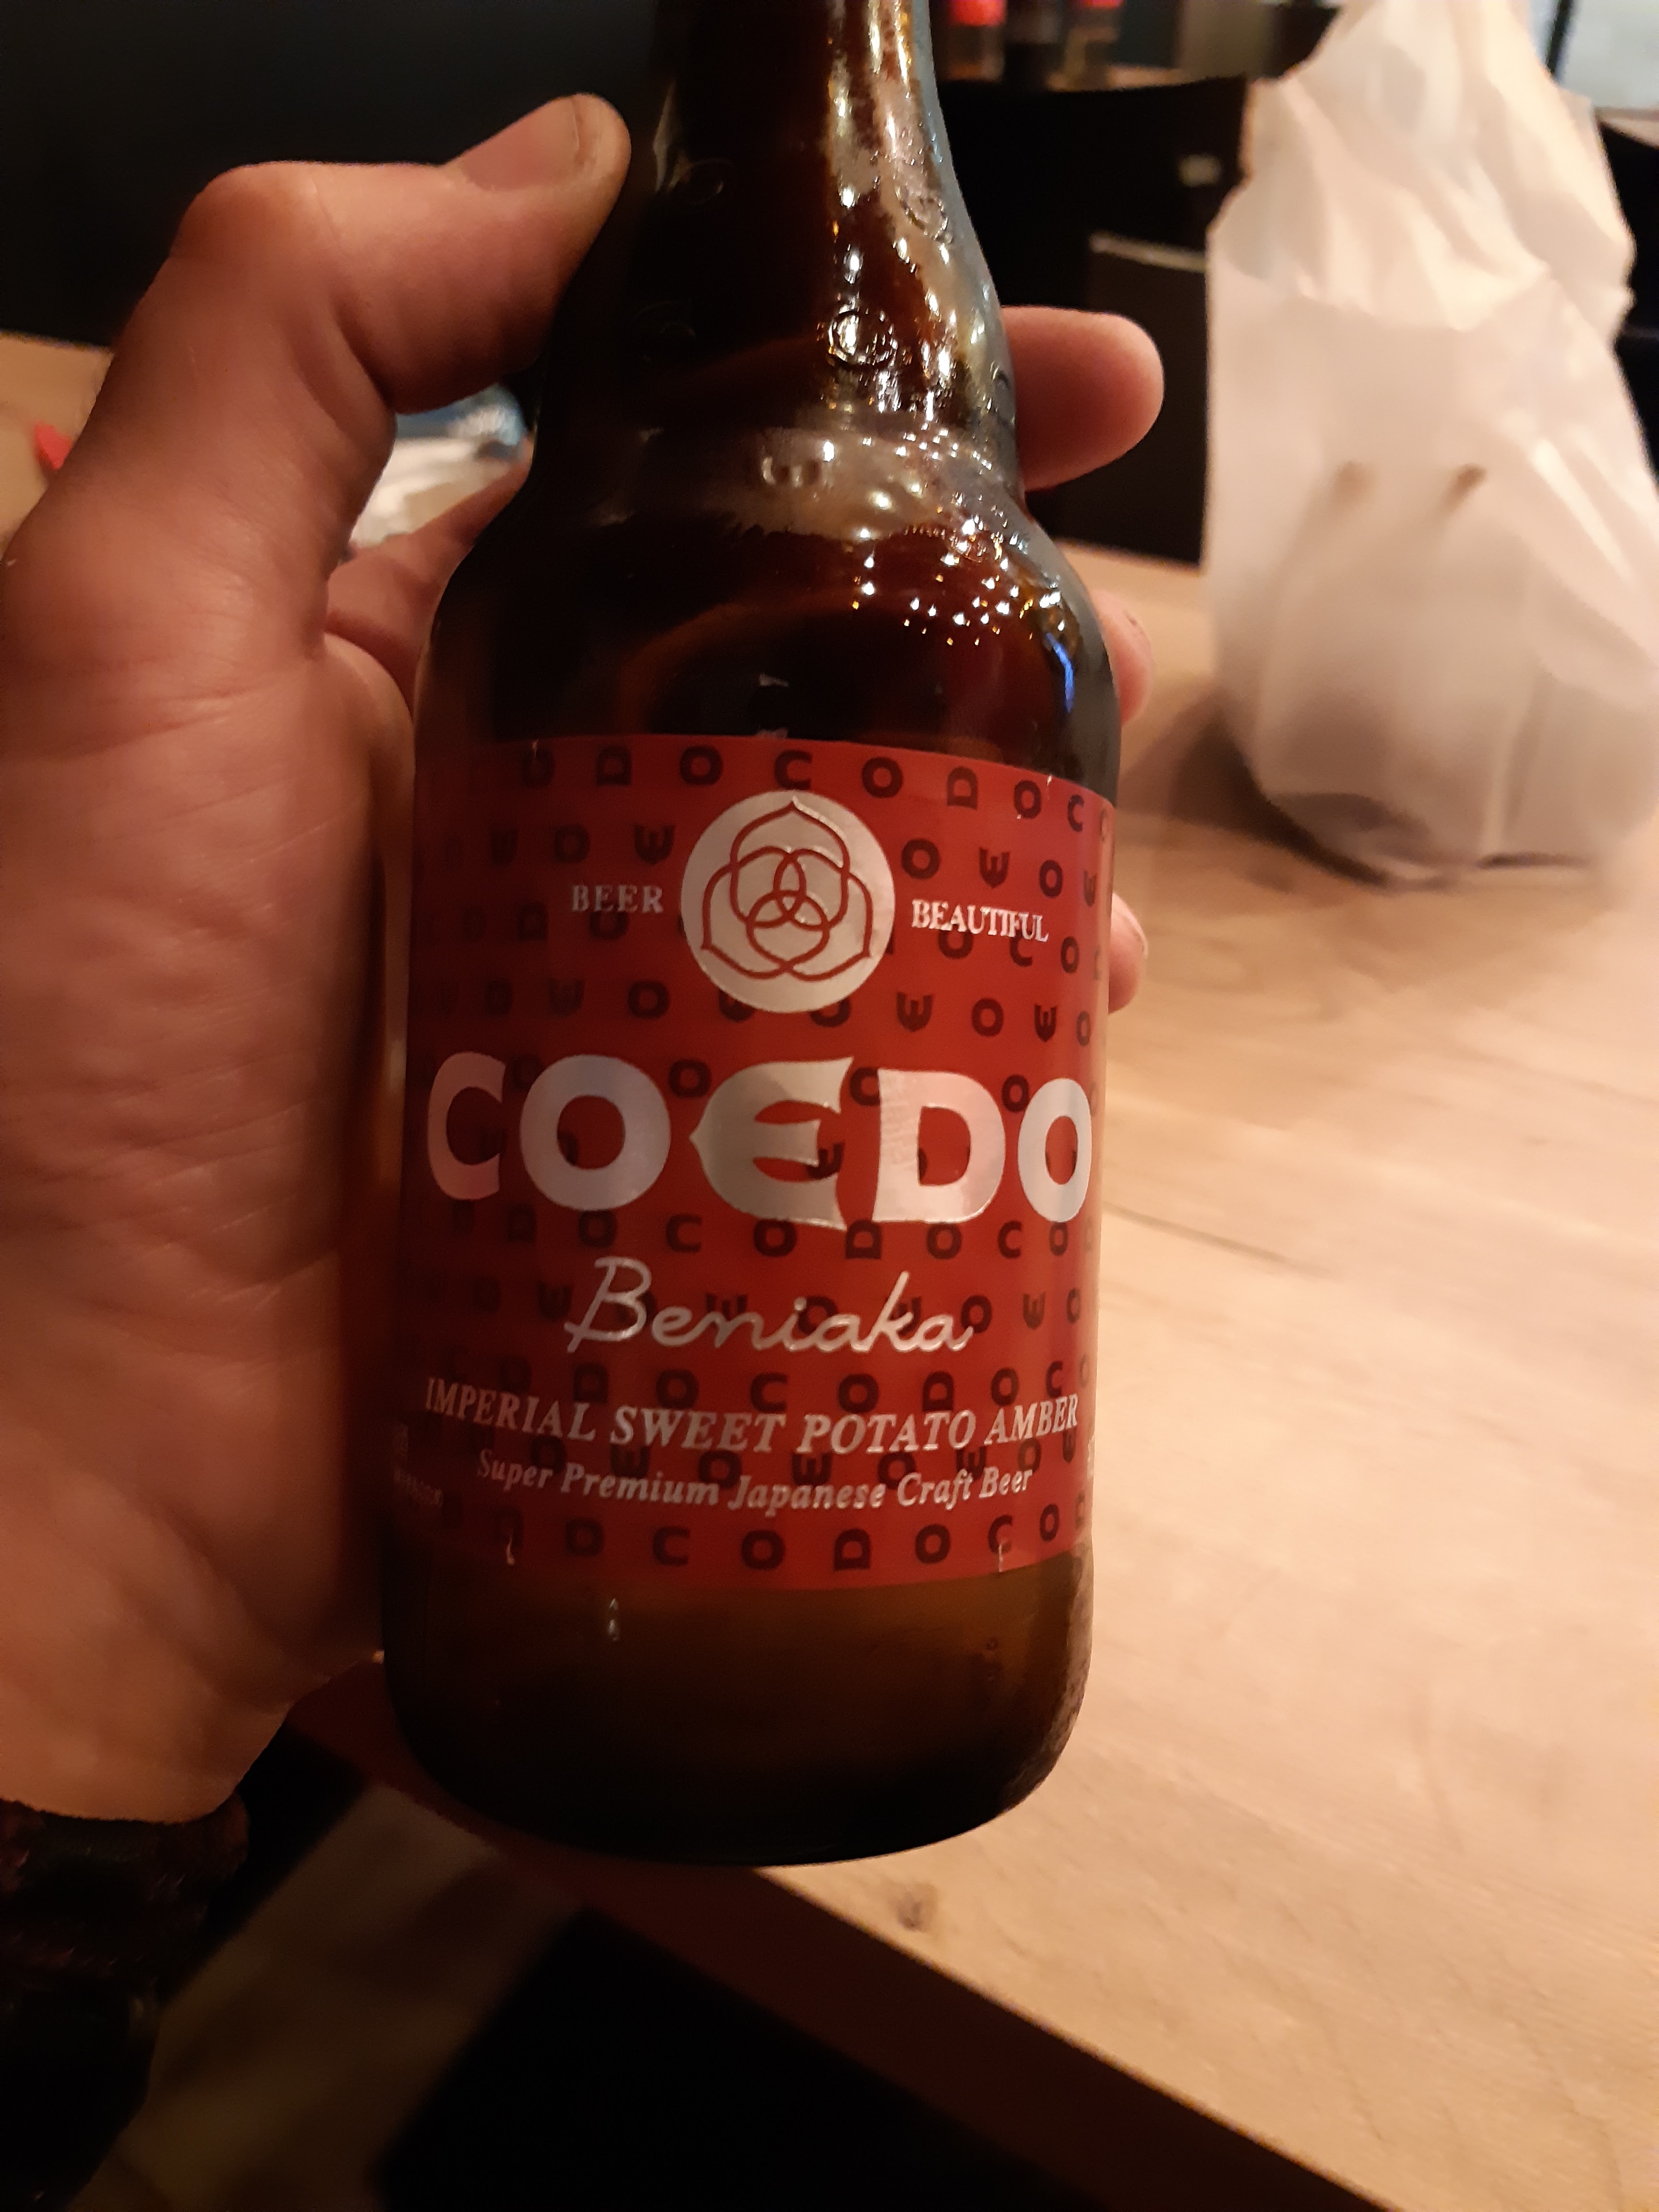 BEER BEAUTIFUL
COEDO
Beniaka
IMPERIAL SWEET POTATO AMBER
Super Premium Japanese Craft Beer